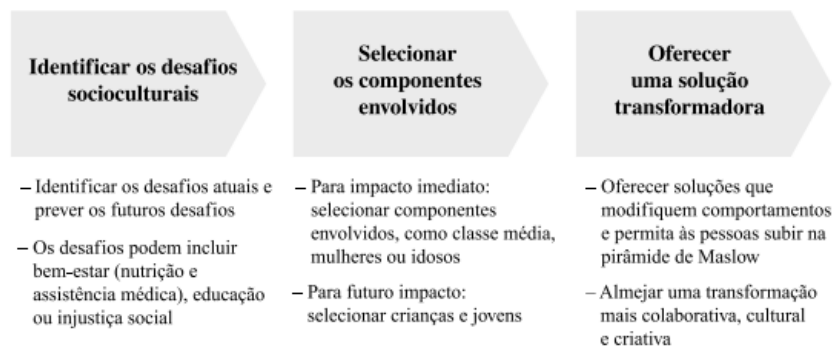 Identificar os desafios
socioculturais
– Identificar os desafios atuais e
prever os futuros desafios
– Os desafios podem incluir
bem-estar (nutrição e
assistência médica), educação
ou injustiça social
Selecionar
os componentes
envolvidos
– Para impacto imediato:
selecionar componentes
envolvidos, como classe média,
mulheres ou idosos
– Para futuro impacto:
selecionar crianças e jovens
Oferecer
uma solução
transformadora
– Oferecer soluções que
modifiquem comportamentos
e permita às pessoas subir na
pirâmide de Maslow
– Almejar uma transformação
mais colaborativa, cultural
e criativa